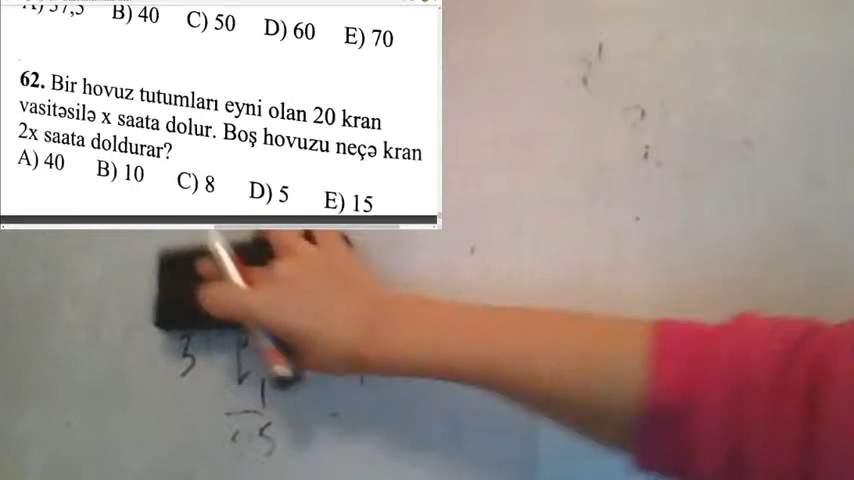 B) 40 C) 50 D) 60 E) 70
62. Bir hovuz tutumları eyni olan 20 kran
vasitəsilə x saata dolur. Boş hovuzu neçə kran
2x saata doldurar?
A) 40 B) 10 C) 8 D) 5 E) 15
3